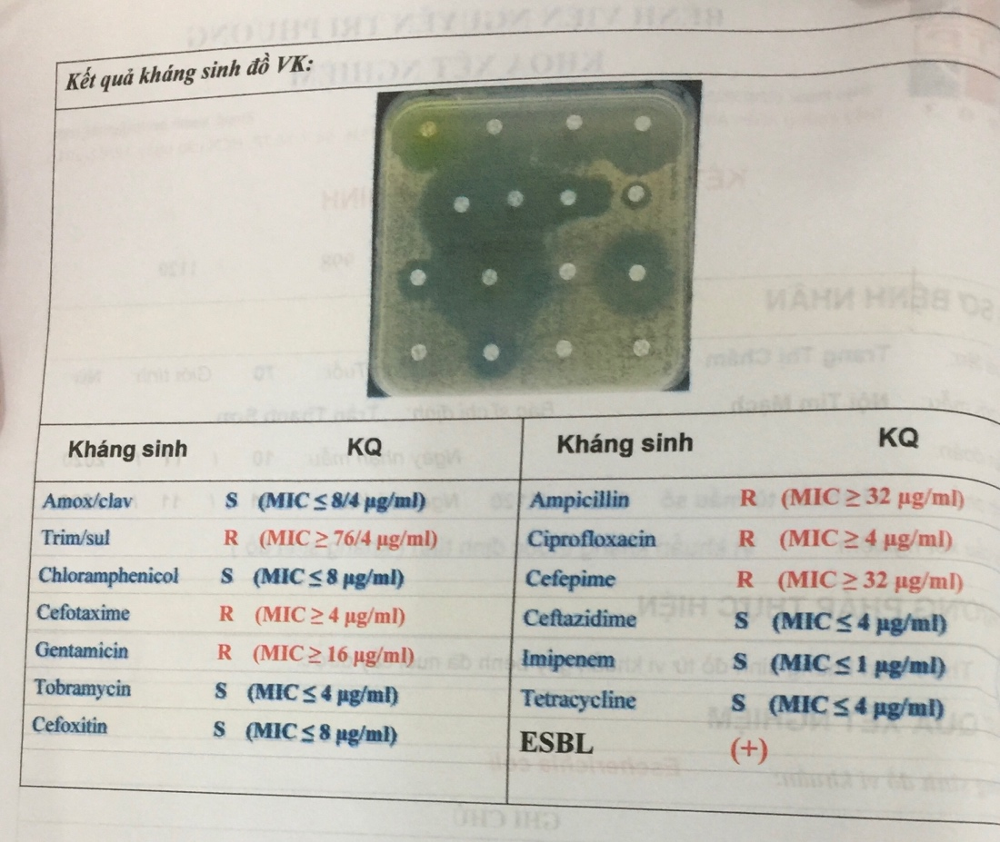 Kết quả kháng sinh đồ VK:
Kháng sinh KQ
Amox/clav S (MIC ≤ 8/4 µg/ml)
Trim/sul R (MIC ≥ 76/4 µg/ml)
Chloramphenicol S (MIC ≤ 8 µg/ml)
Cefotaxime R (MIC ≥ 4 µg/ml)
Gentamicin R (MIC ≥ 16 µg/ml)
Tobramycin S (MIC ≤ 4 µg/ml)
Cefoxitin S (MIC ≤ 8 µg/ml)
Kháng sinh KQ
Ampicillin R (MIC ≥ 32 µg/ml)
Ciprofloxacin R (MIC ≥ 4 µg/ml)
Cefepime R (MIC ≥ 32 µg/ml)
Ceftazidime S (MIC ≤ 4 µg/ml)
Imipenem S (MIC ≤ 1 µg/ml)
Tetracycline S (MIC ≤ 4 µg/ml)
ESBL (+)